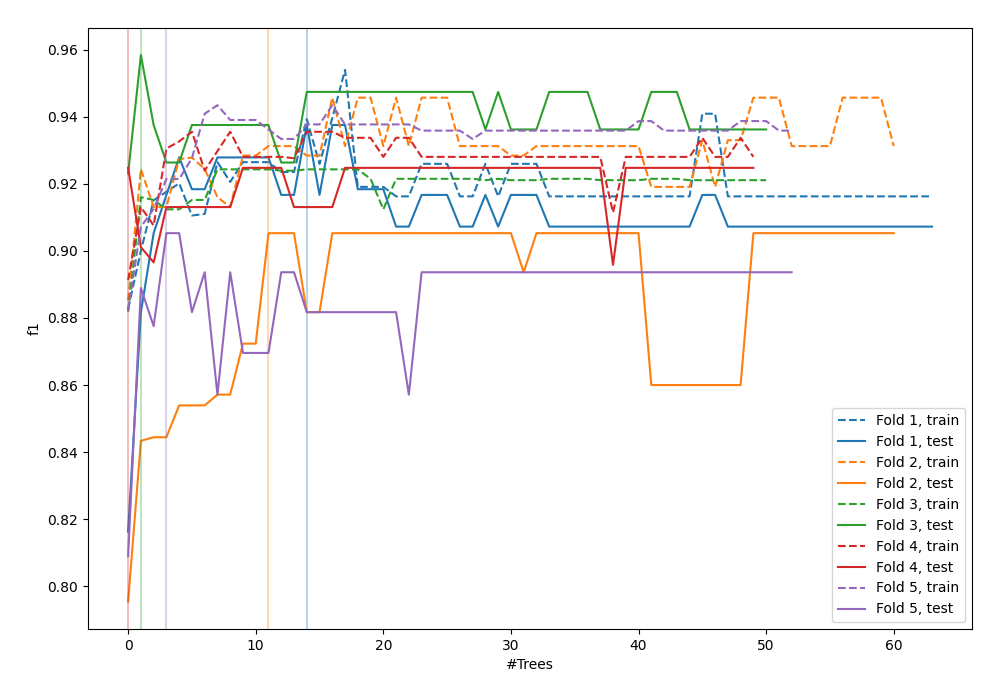 0.96
0.94
0.92
0.90
0.88
0.86
0.84
0.82
0.80
f1
0 10 20 30 40 50 60
#Trees
Fold 1, train
Fold 1, test
Fold 2, train
Fold 2, test
Fold 3, train
Fold 3, test
Fold 4, train
Fold 4, test
Fold 5, train
Fold 5, test